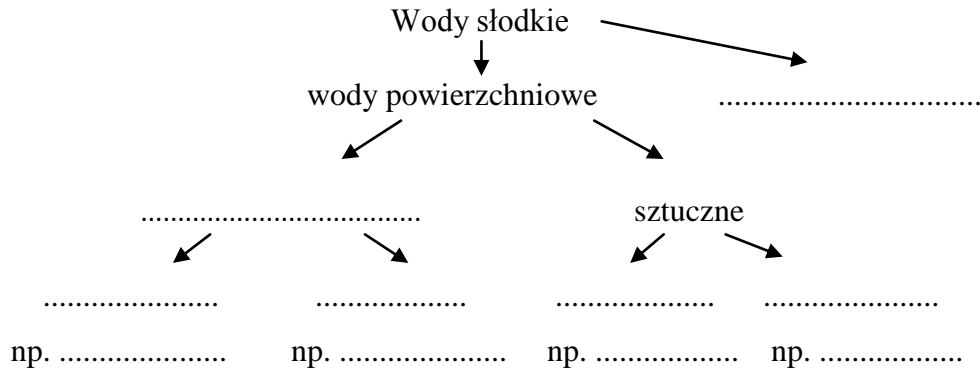 Wody słodkie
wody powierzchniowe ..................................
.................................... sztuczne
....................... .................... ..................... .......................
np. ...................... np. ...................... np. ................... np. ....................